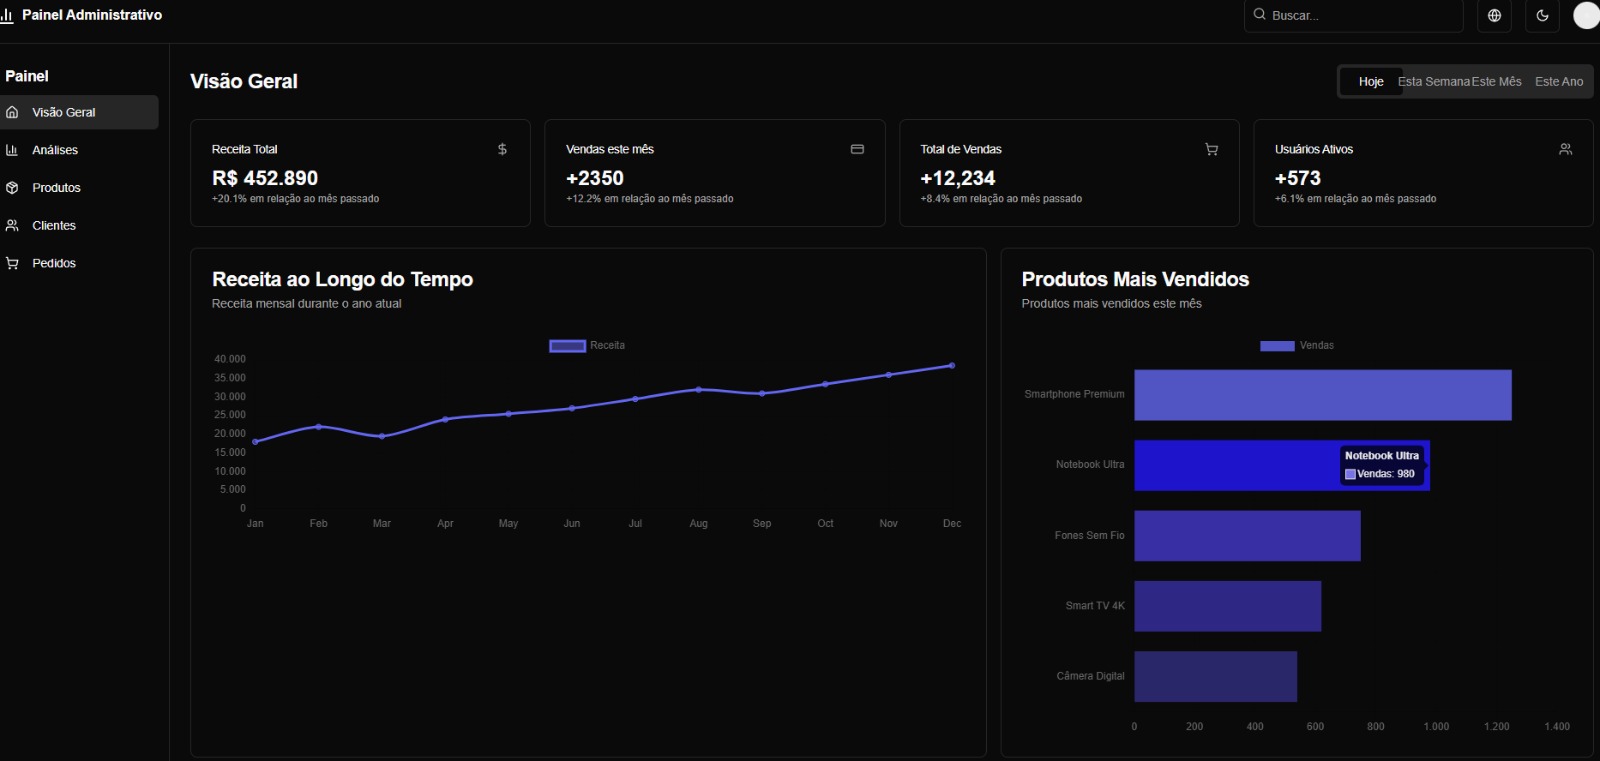 Painel Administrativo
Buscar...
Painel
Visão Geral
Análises
Produtos
Clientes
Pedidos
Visão Geral
Hoje
Esta Semana
Este Mês
Este Ano
Receita Total
$
R$ 452.890
+20.1% em relação ao mês passado
Vendas este mês
+2350
+12.2% em relação ao mês passado
Total de Vendas
+12,234
+8.4% em relação ao mês passado
Usuários Ativos
+573
+6.1% em relação ao mês passado
Receita ao Longo do Tempo
Receita mensal durante o ano atual
Receita
40.000
35.000
30.000
25.000
20.000
15.000
10.000
5.000
0
Jan Feb Mar Apr May Jun Jul Aug Sep Oct Nov Dec
Produtos Mais Vendidos
Produtos mais vendidos este mês
Vendas
Smartphone Premium
Notebook Ultra
Notebook Ultra
Vendas: 980
Fones Sem Fio
Smart TV 4K
Câmera Digital
0 200 400 600 800 1.000 1.200 1.400